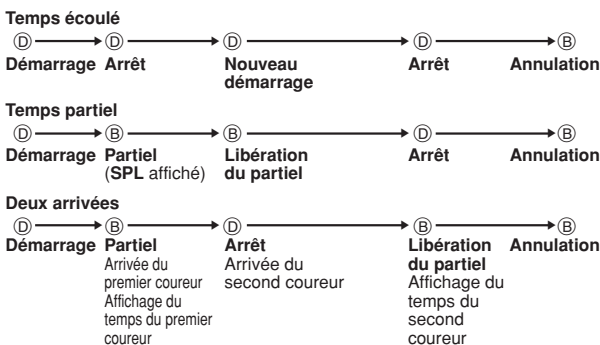 Temps écoulé
Ⓓ Ⓓ Ⓓ Ⓓ Ⓑ
Démarrage Arrêt Nouveau démarrage Arrêt Annulation
Temps partiel
Ⓓ Ⓑ Ⓑ Ⓓ Ⓑ
Démarrage Partiel Libération Arrêt Annulation
(SPL affiché) du partiel
Deux arrivées
Ⓓ Ⓑ Ⓓ Ⓑ Ⓑ
Démarrage Partiel Arrêt Libération Annulation
Arrivée du Arrivée du du partiel
premier coureur second coureur Affichage du
Affichage du temps du
temps du premier second
coureur coureur